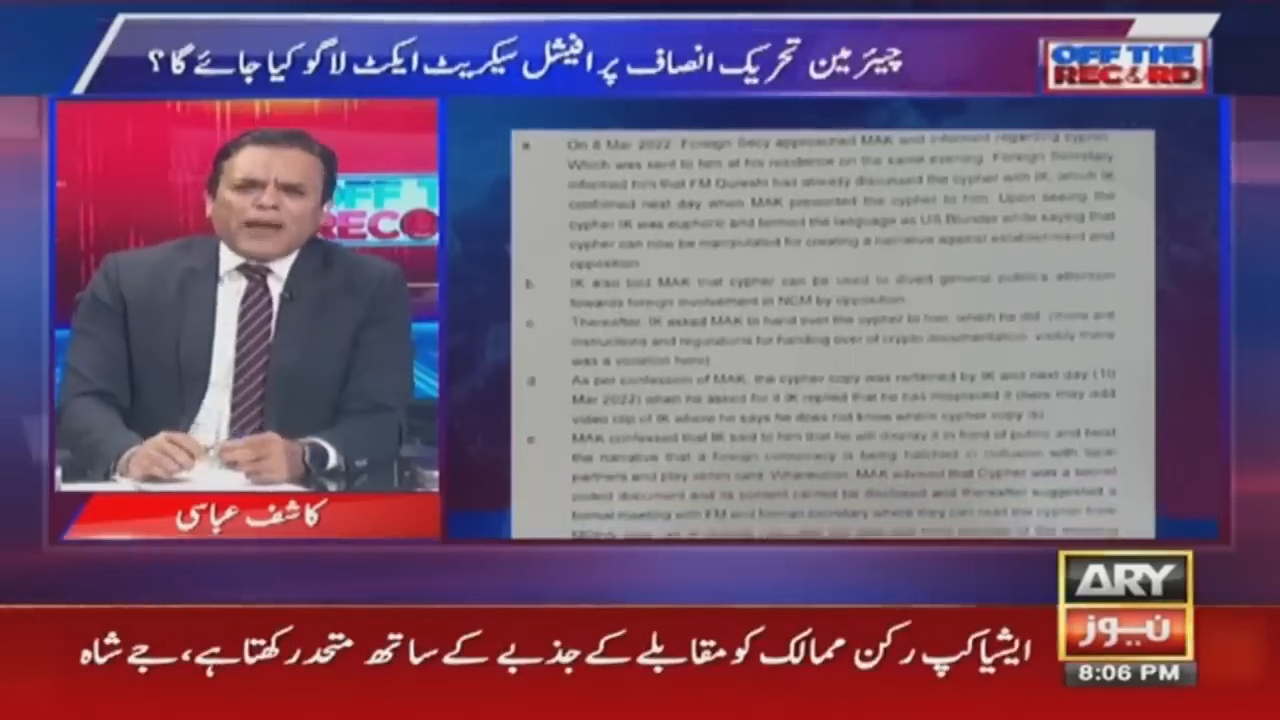 چیئرمین تحریک انصاف پر آفیشل سیکریٹ ایکٹ لاگو کیا جائے گا؟
OFF THE
RECORD
OFF THE
RECO
a. On 8 Mar 2022, Foreign Secy approached MAK and informed regarding cypher.
Which was sent to him at his residence on the same evening. Foreign Secretary
informed him that FM Qureshi had already discussed the cypher with IK, which IK
confirmed next day when MAK presented the cypher to him. Upon seeing the
cypher IK was euphoric and termed the language as US Blunder while saying that
cypher can now be manipulated for creating a narrative against establishment and
opposition.
b. IK also told MAK that cypher can be used to divert general public's attention
towards foreign involvement in NCM by opposition.
c. Thereafter, IK asked MAK to hand over the cypher to him, which he did. (there are
instructions and regulations for handing over of crypto documentation, visibly there
was a violation here)
d. As per confession of MAK, the cypher copy was retained by IK and next day (10
Mar 2022) when he asked for it IK replied that he has misplaced it (here may add
video clip of IK where he says he does not know where cypher copy is).
e. MAK confessed that IK said to him that he will display it in front of public and twist
the narrative that a foreign conspiracy is being hatched in collusion with local
partners and play victim card. Whereupon, MAK advised that Cypher was a secret
coded document and its content cannot be disclosed and thereafter suggested a
formal meeting with FM and foreign secretary where they can read the cypher from
کاشف عباسی
ARY
نیوز
8:06 PM
ایشیا کپ رکن ممالک کو مقابلے کے جذبے کے ساتھ متحد رکھتا ہے، جے شاہ